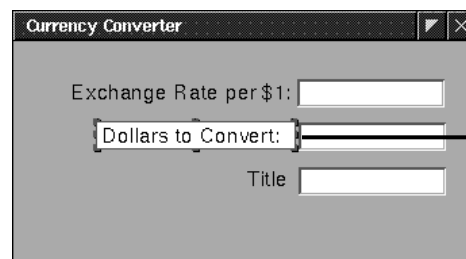 Currency Converter
Exchange Rate per $1:
Dollars to Convert:
Title